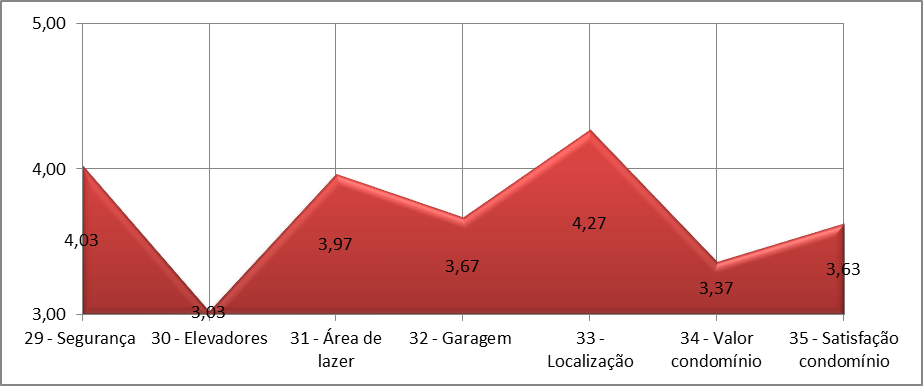 5,00
4,00
3,00
4,03
3,03
3,97
3,67
4,27
3,37
3,63
29 - Segurança
30 - Elevadores
31 - Área de
lazer
32 - Garagem
33 -
Localização
34 - Valor
condomínio
35 - Satisfação
condomínio